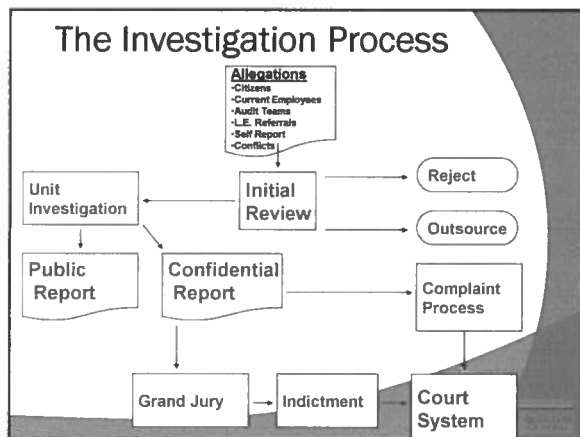 The Investigation Process
Allegations
•Citizens
•Current Employees
•Audit Teams
•L.E. Referrals
•Self Report
•Conflicts
Unit
Investigation
Initial
Review
Reject
Outsource
Public
Report
Confidential
Report
Complaint
Process
Grand Jury
Indictment
Court
System